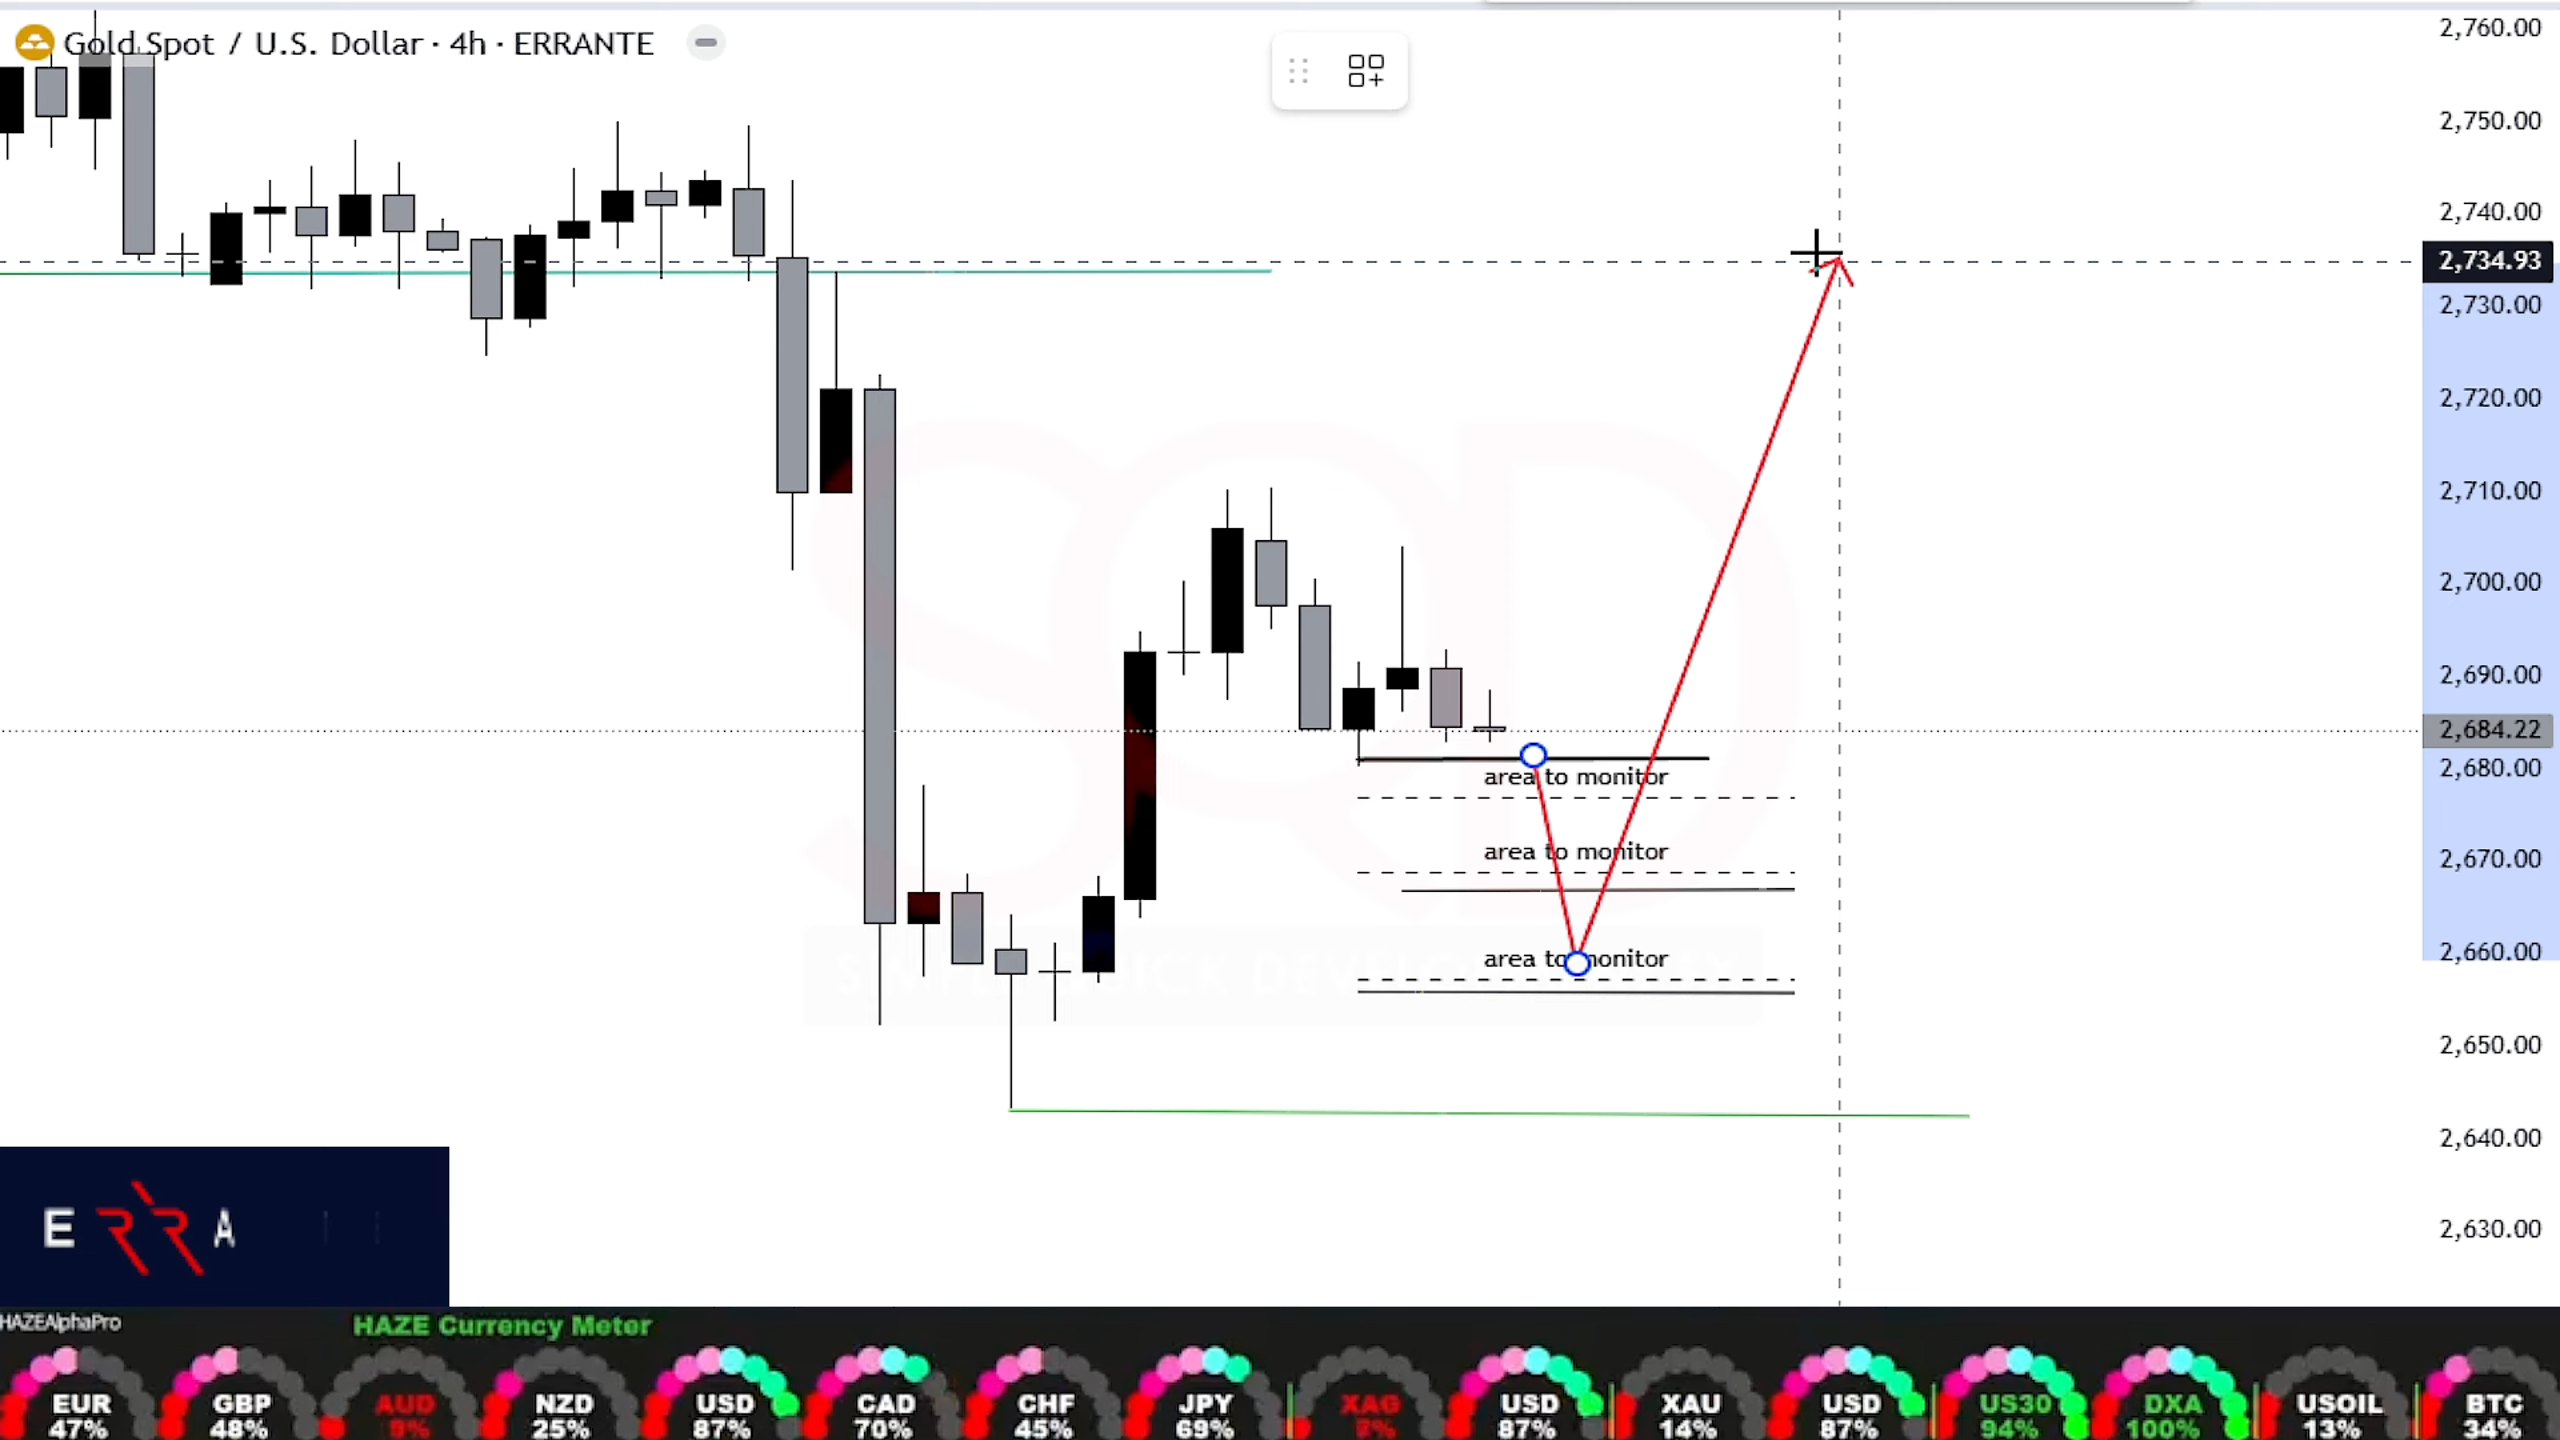 Gold Spot / U.S. Dollar · 4h · ERRANTE
2,760.00
2,750.00
2,740.00
2,734.93
2,730.00
2,720.00
2,710.00
2,700.00
2,690.00
2,684.22
2,680.00
2,670.00
2,660.00
2,650.00
2,640.00
2,630.00
area to monitor
area to monitor
area to monitor
ERRA
HAZEAlphaPro
HAZE Currency Meter
EUR
47%
GBP
48%
AUD
9%
NZD
25%
USD
87%
CAD
70%
CHF
45%
JPY
69%
XAG
7%
USD
87%
XAU
14%
USD
87%
US30
94%
DXA
100%
USOIL
13%
BTC
34%